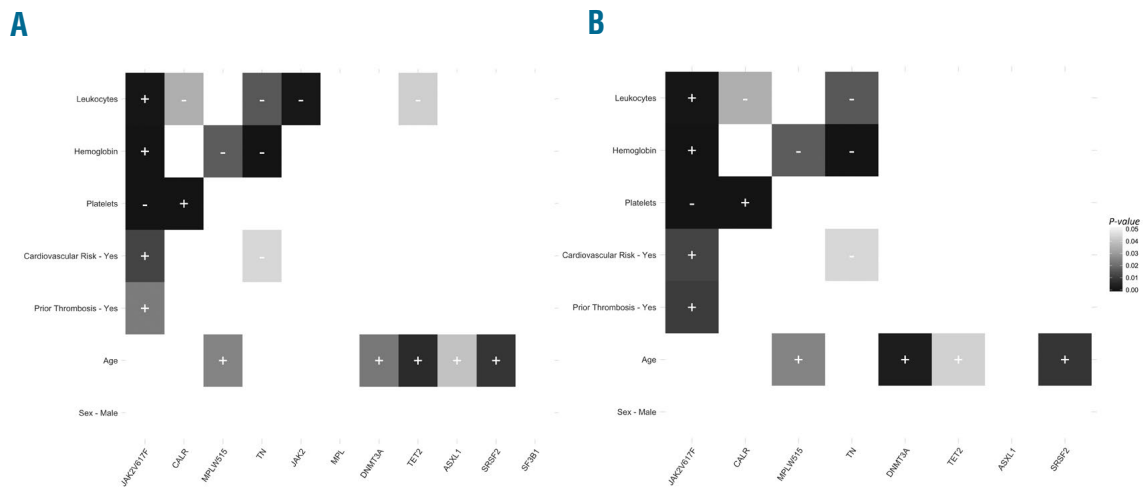 A
Leukocytes
+
-
-
-
-
Hemoglobin
+
-
-
Platelets
-
+
Cardiovascular Risk - Yes
+
-
Prior Thrombosis - Yes
+
Age
+
+
+
+
+
Sex - Male
JAK2V617F
CALR
MPLW515
TN
JAK2
MPL
DNMT3A
TET2
ASXL1
SRSF2
SF3B1
B
Leukocytes
+
-
-
Hemoglobin
+
-
-
Platelets
-
+
Cardiovascular Risk - Yes
+
-
Prior Thrombosis - Yes
+
Age
+
+
+
+
Sex - Male
JAK2V617F
CALR
MPLW515
TN
DNMT3A
TET2
ASXL1
SRSF2
P-value
0.05
0.04
0.03
0.02
0.01
0.00